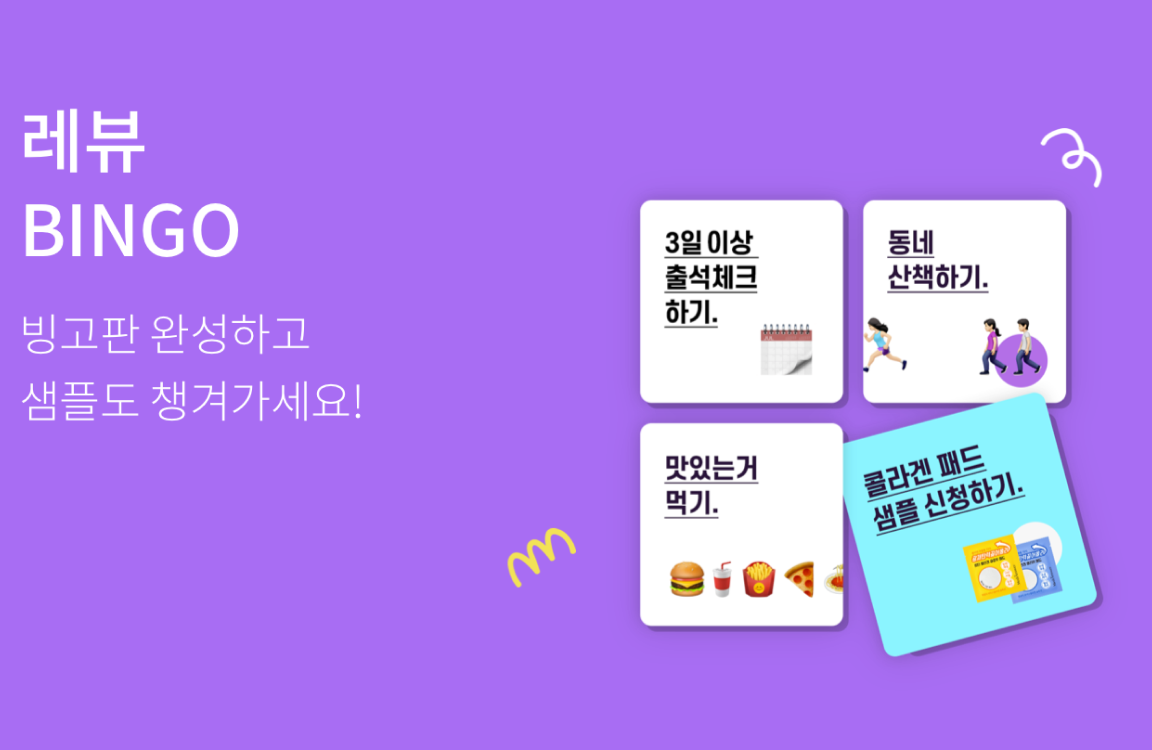 레뷰
BINGO
빙고판 완성하고
샘플도 챙겨가세요!
3일 이상
출석체크
하기.
동네
산책하기.
맛있는거
먹기.
콜라겐 패드
샘플 신청하기.